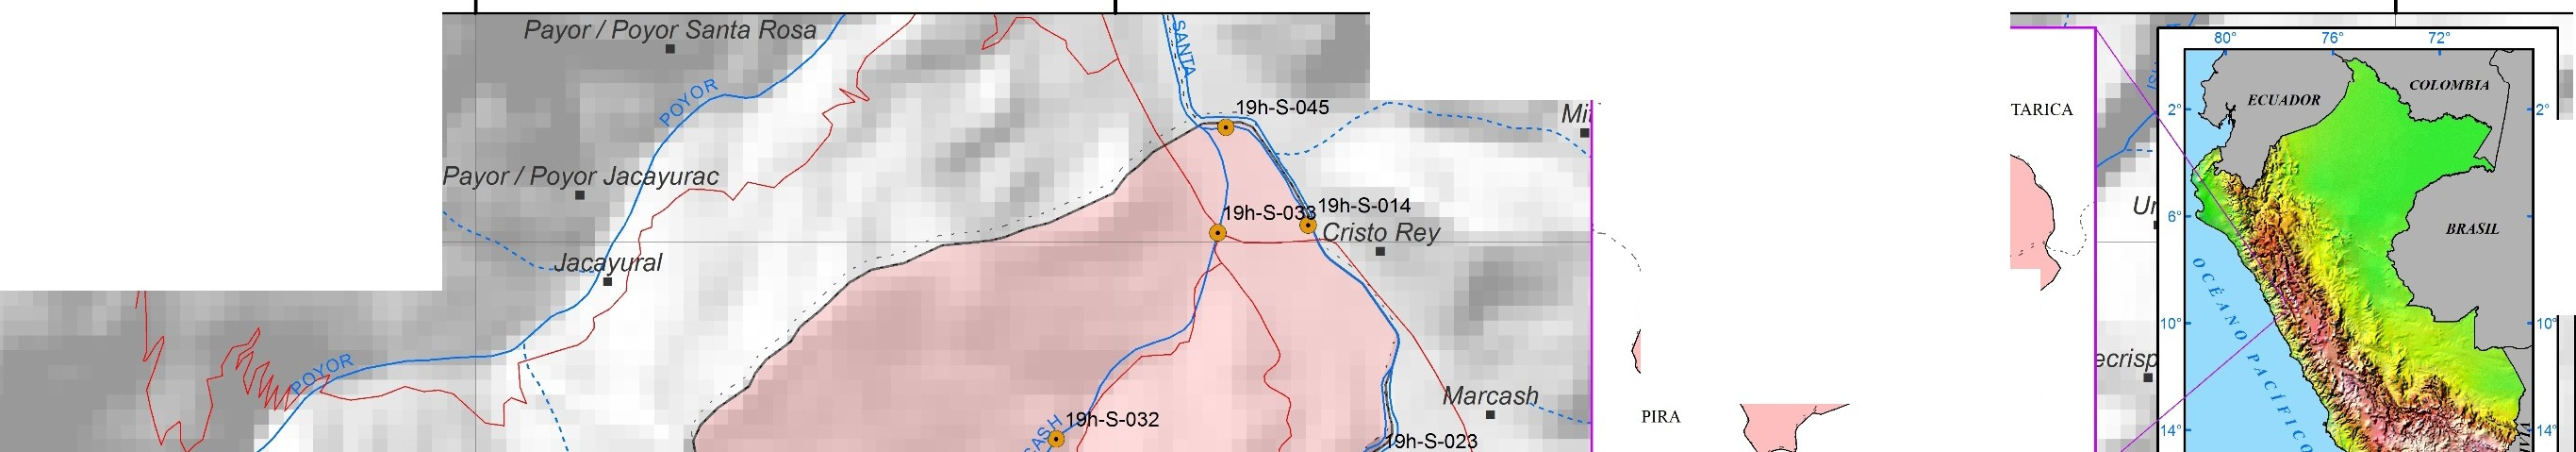 Payor / Poyor Santa Rosa
POYOR
SANTA
19h-S-045
Payor / Poyor Jacayurac
19h-S-033
19h-S-014
Cristo Rey
Jacayural
POYOR
Marcash
19h-S-032
19h-S-023
PIRA
TARICA
80° 76° 72°
ECUADOR
COLOMBIA
2° 2°
BRASIL
6°
OCÉANO PACÍFICO
10° 10°
14° 14°